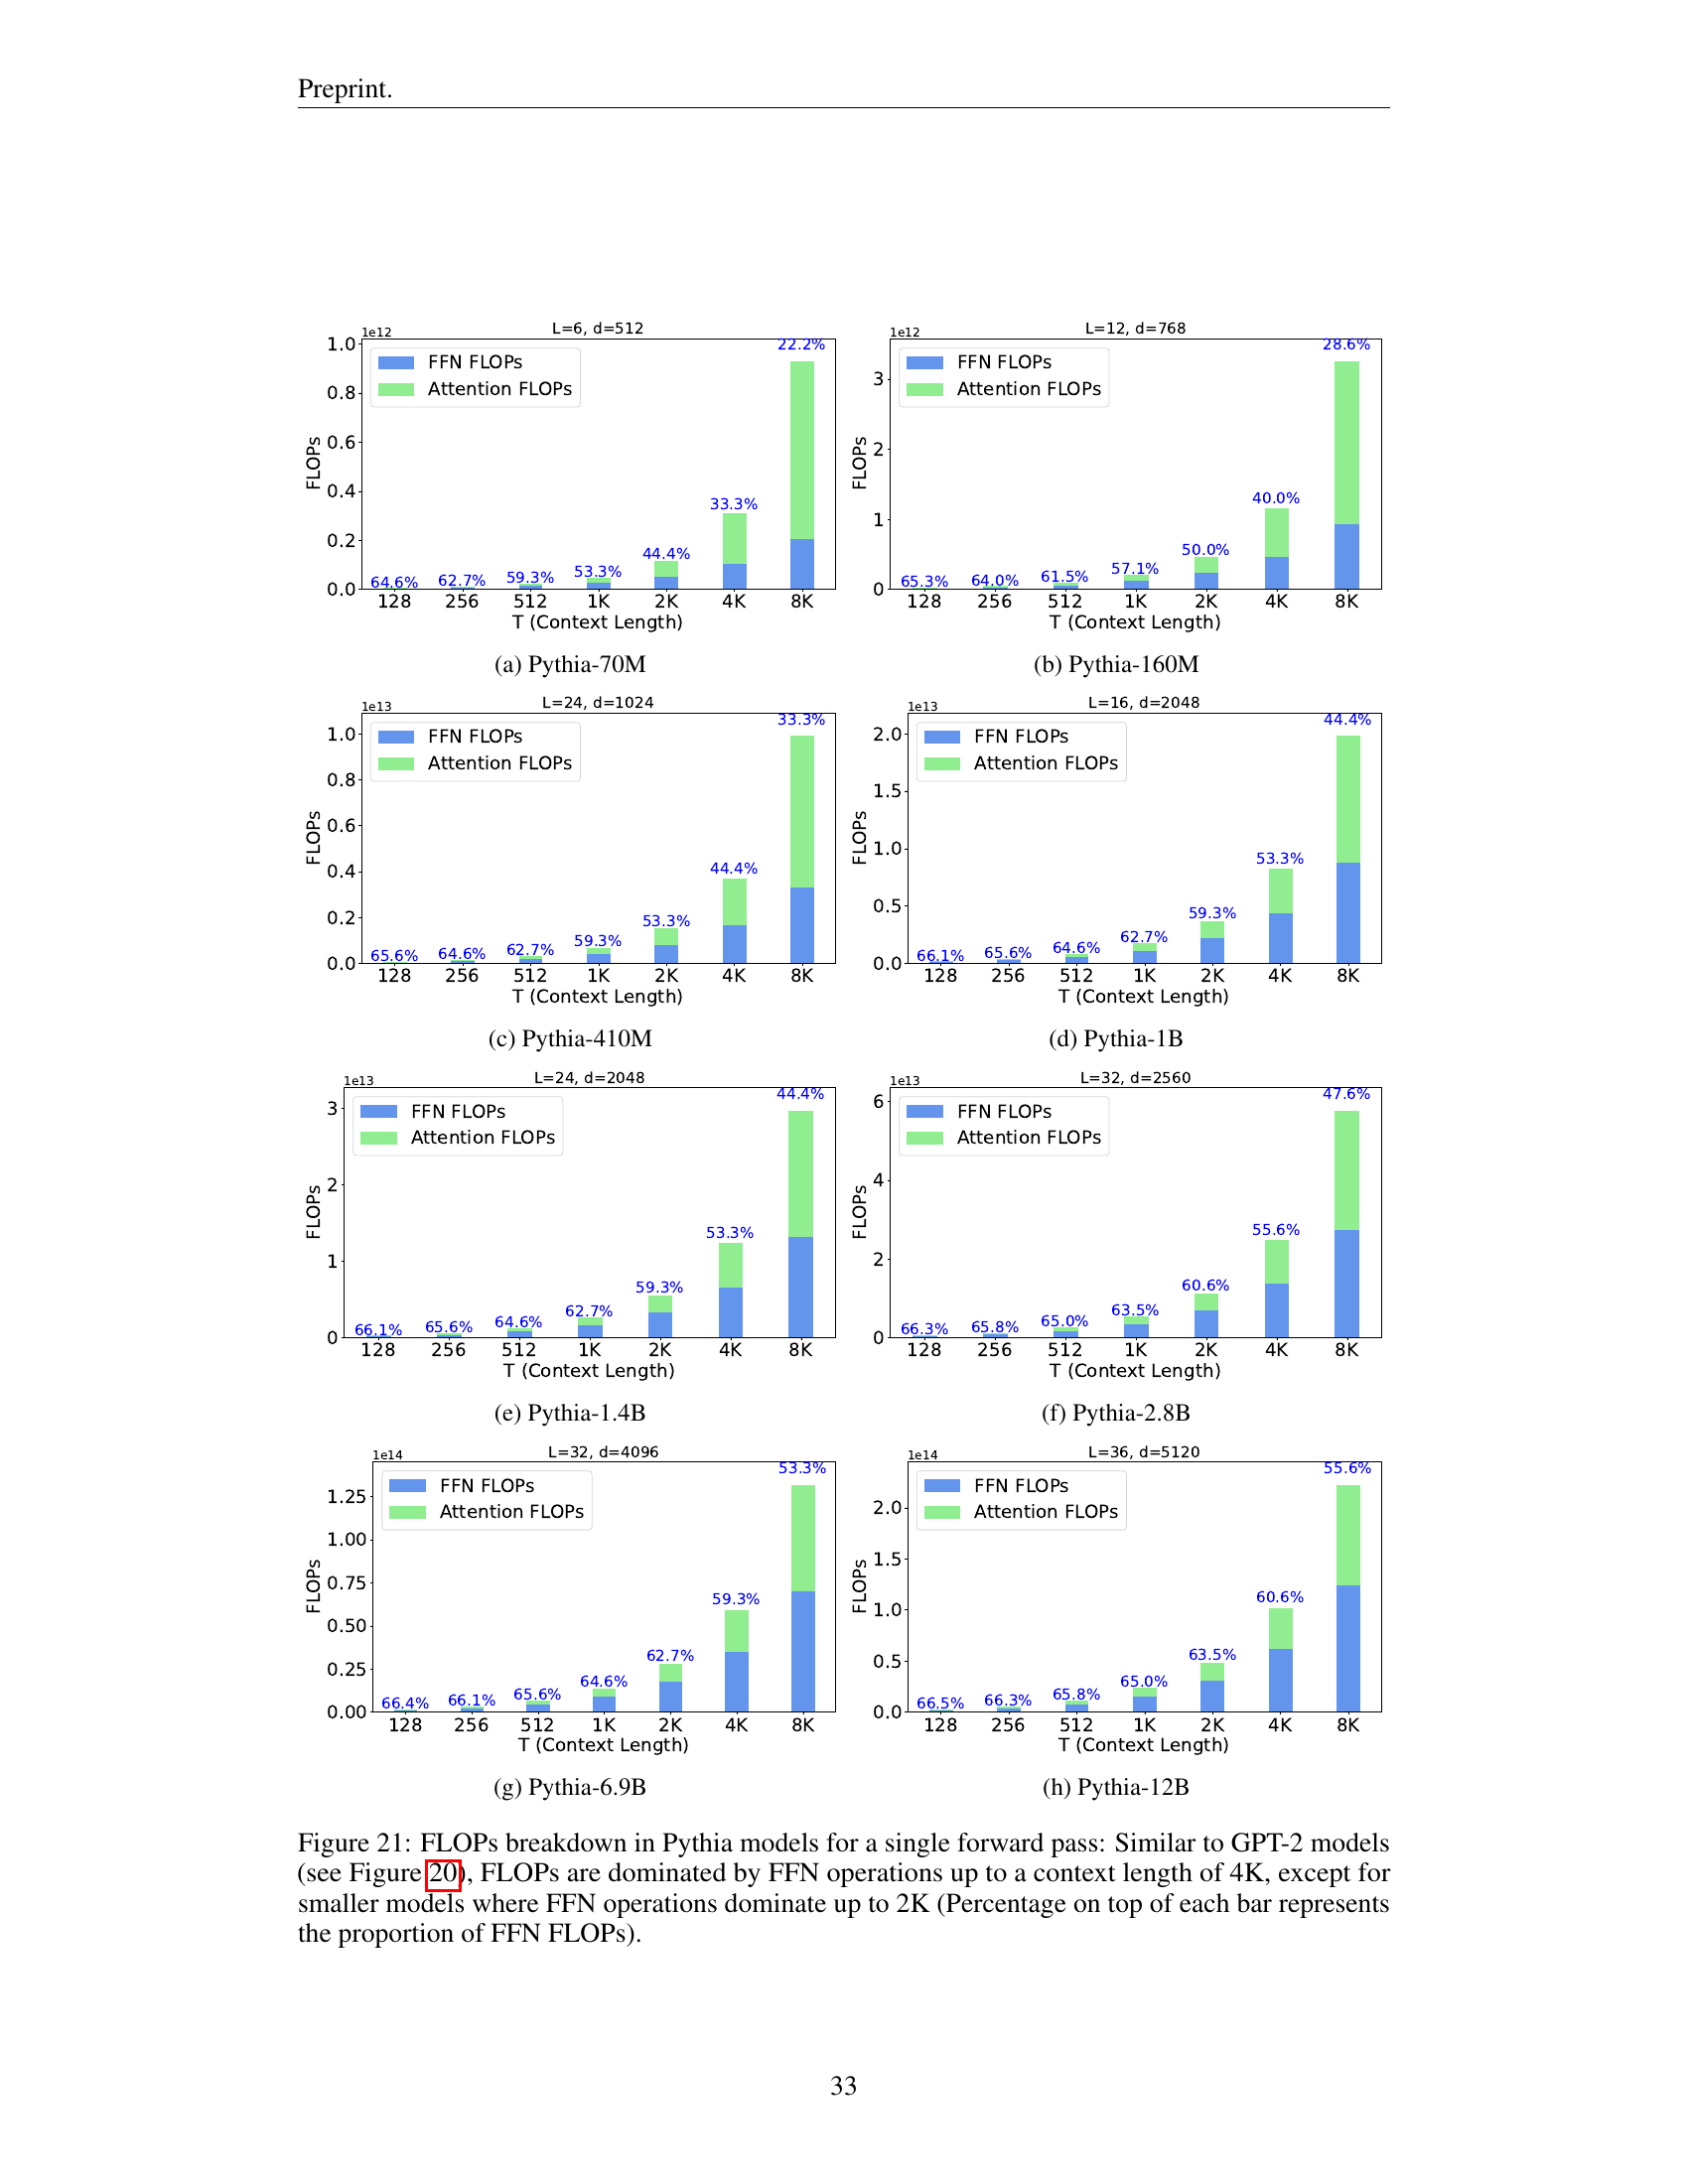 Preprint.
1e12
L=6, d=512
FFN FLOPs
Attention FLOPs
FLOPs
1.0
0.8
0.6
0.4
0.2
0.0
64.6% 62.7% 59.3% 53.3% 44.4% 33.3% 22.2%
128 256 512 1K 2K 4K 8K
T (Context Length)
(a) Pythia-70M
1e12
L=12, d=768
FFN FLOPs
Attention FLOPs
FLOPs
3
2
1
0
65.3% 64.0% 61.5% 57.1% 50.0% 40.0% 28.6%
128 256 512 1K 2K 4K 8K
T (Context Length)
(b) Pythia-160M
1e13
L=24, d=1024
FFN FLOPs
Attention FLOPs
FLOPs
1.0
0.8
0.6
0.4
0.2
0.0
65.6% 64.6% 62.7% 59.3% 53.3% 44.4% 33.3%
128 256 512 1K 2K 4K 8K
T (Context Length)
(c) Pythia-410M
1e13
L=16, d=2048
FFN FLOPs
Attention FLOPs
FLOPs
2.0
1.5
1.0
0.5
0.0
66.1% 65.6% 64.6% 62.7% 59.3% 53.3% 44.4%
128 256 512 1K 2K 4K 8K
T (Context Length)
(d) Pythia-1B
1e13
L=24, d=2048
FFN FLOPs
Attention FLOPs
FLOPs
3
2
1
0
66.1% 65.6% 64.6% 62.7% 59.3% 53.3% 44.4%
128 256 512 1K 2K 4K 8K
T (Context Length)
(e) Pythia-1.4B
1e13
L=32, d=2560
FFN FLOPs
Attention FLOPs
FLOPs
6
4
2
0
66.3% 65.8% 65.0% 63.5% 60.6% 55.6% 47.6%
128 256 512 1K 2K 4K 8K
T (Context Length)
(f) Pythia-2.8B
1e14
L=32, d=4096
FFN FLOPs
Attention FLOPs
FLOPs
1.25
1.00
0.75
0.50
0.25
0.00
66.4% 66.1% 65.6% 64.6% 62.7% 59.3% 53.3%
128 256 512 1K 2K 4K 8K
T (Context Length)
(g) Pythia-6.9B
1e14
L=36, d=5120
FFN FLOPs
Attention FLOPs
FLOPs
2.0
1.5
1.0
0.5
0.0
66.5% 66.3% 65.8% 65.0% 63.5% 60.6% 55.6%
128 256 512 1K 2K 4K 8K
T (Context Length)
(h) Pythia-12B
Figure 21: FLOPs breakdown in Pythia models for a single forward pass: Similar to GPT-2 models
(see Figure 20), FLOPs are dominated by FFN operations up to a context length of 4K, except for
smaller models where FFN operations dominate up to 2K (Percentage on top of each bar represents
the proportion of FFN FLOPs).
33